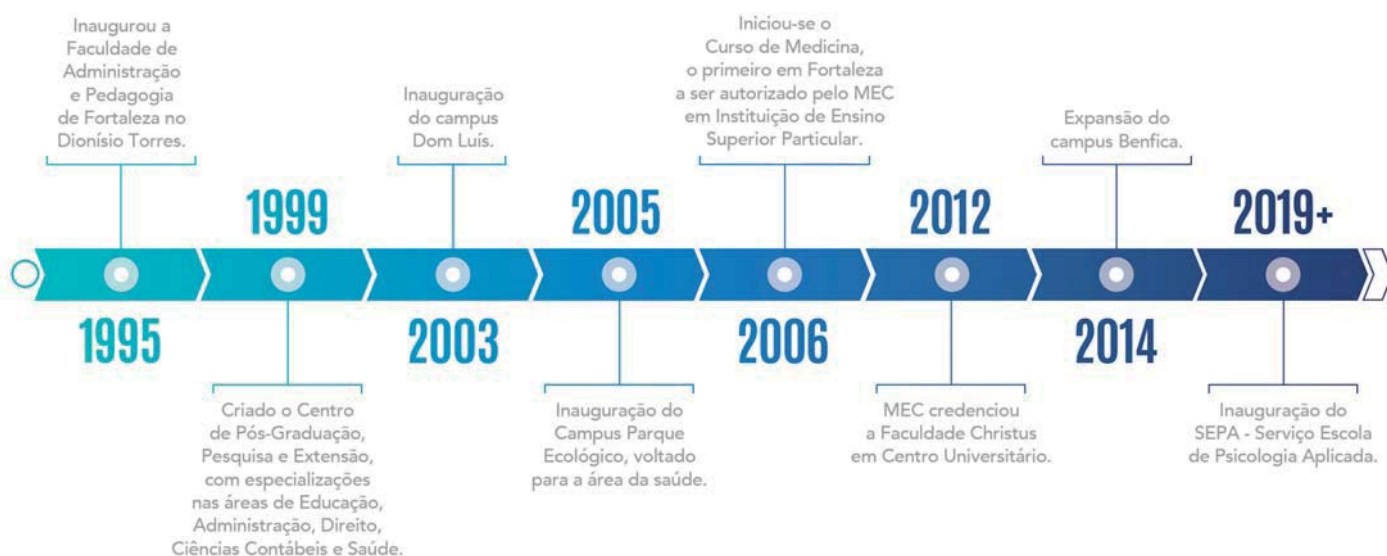 Inaugurou a
Faculdade de
Administração
e Pedagogia
de Fortaleza no
Dionísio Torres.
1995
1999
Criado o Centro
de Pós-Graduação,
Pesquisa e Extensão,
com especializações
nas áreas de Educação,
Administração, Direito,
Ciências Contábeis e Saúde.
Inauguração
do campus
Dom Luís.
2003
2005
Inauguração do
Campus Parque
Ecológico, voltado
para a área da saúde.
Iniciou-se o
Curso de Medicina,
o primeiro em Fortaleza
a ser autorizado pelo MEC
em Instituição de Ensino
Superior Particular.
2006
2012
MEC credenciou
a Faculdade Christus
em Centro Universitário.
Expansão do
campus Benfica.
2014
2019+
Inauguração do
SEPA - Serviço Escola
de Psicologia Aplicada.